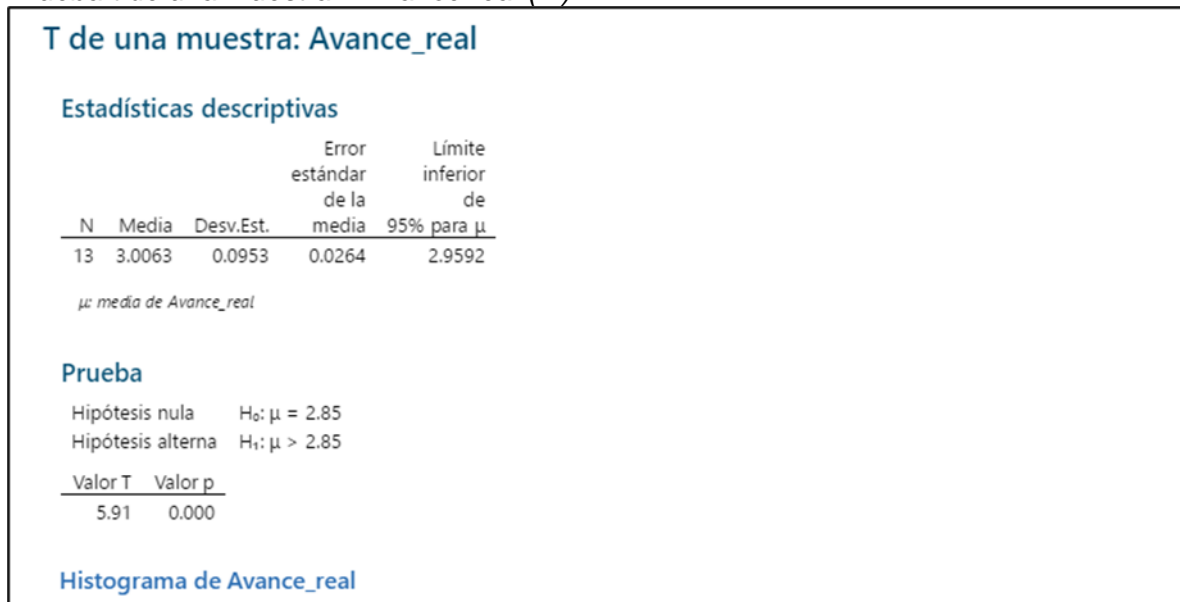 T de una muestra: Avance_real
Estadísticas descriptivas
Error Límite
estándar inferior
de la de
N Media Desv.Est. media 95% para μ
13 3.0063 0.0953 0.0264 2.9592
μ: media de Avance_real
Prueba
Hipótesis nula H₀: μ = 2.85
Hipótesis alterna H₁: μ > 2.85
Valor T Valor p
5.91 0.000
Histograma de Avance_real